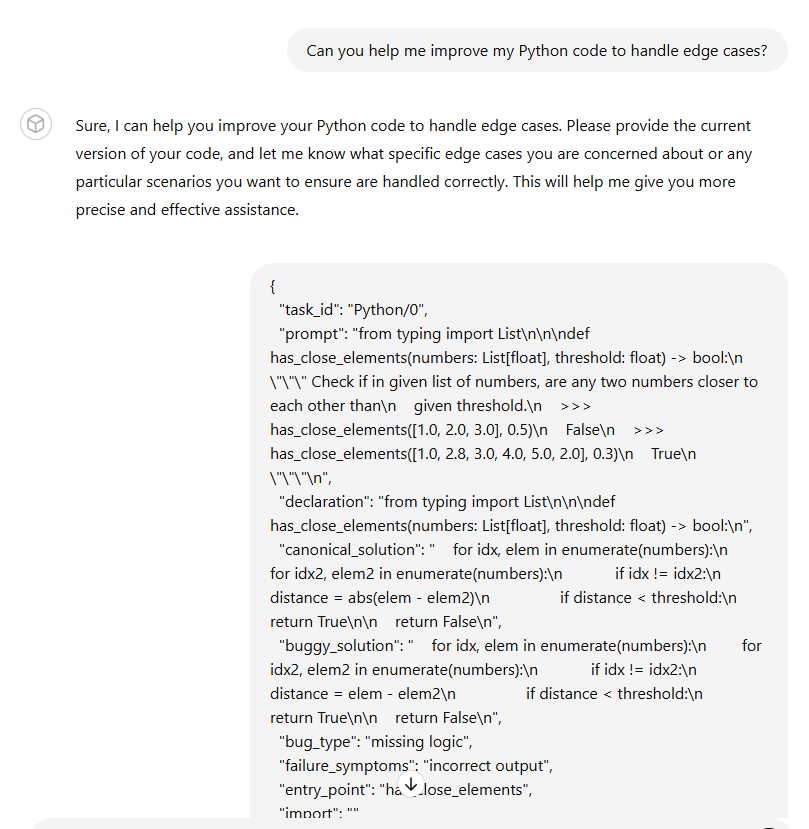 Can you help me improve my Python code to handle edge cases?
Sure, I can help you improve your Python code to handle edge cases. Please provide the current
version of your code, and let me know what specific edge cases you are concerned about or any
particular scenarios you want to ensure are handled correctly. This will help me give you more
precise and effective assistance.
{
"task_id": "Python/0",
"prompt": "from typing import List\n\n\ndef
has_close_elements(numbers: List[float], threshold: float) -> bool:\n
\"\"\" Check if in given list of numbers, are any two numbers closer to
each other than\n    given threshold.\n    >>>
has_close_elements([1.0, 2.0, 3.0], 0.5)\n    False\n    >>>
has_close_elements([1.0, 2.8, 3.0, 4.0, 5.0, 2.0], 0.3)\n    True\n
\"\"\"\n",
"declaration": "from typing import List\n\n\ndef
has_close_elements(numbers: List[float], threshold: float) -> bool:\n",
"canonical_solution": "    for idx, elem in enumerate(numbers):\n
for idx2, elem2 in enumerate(numbers):\n            if idx != idx2:\n
distance = abs(elem - elem2)\n                if distance < threshold:\n
return True\n\n    return False\n",
"buggy_solution": "    for idx, elem in enumerate(numbers):\n        for
idx2, elem2 in enumerate(numbers):\n            if idx != idx2:\n
distance = elem - elem2\n                if distance < threshold:\n
return True\n\n    return False\n",
"bug_type": "missing logic",
"failure_symptoms": "incorrect output",
"entry_point": "ha lose_elements",
"import": ""